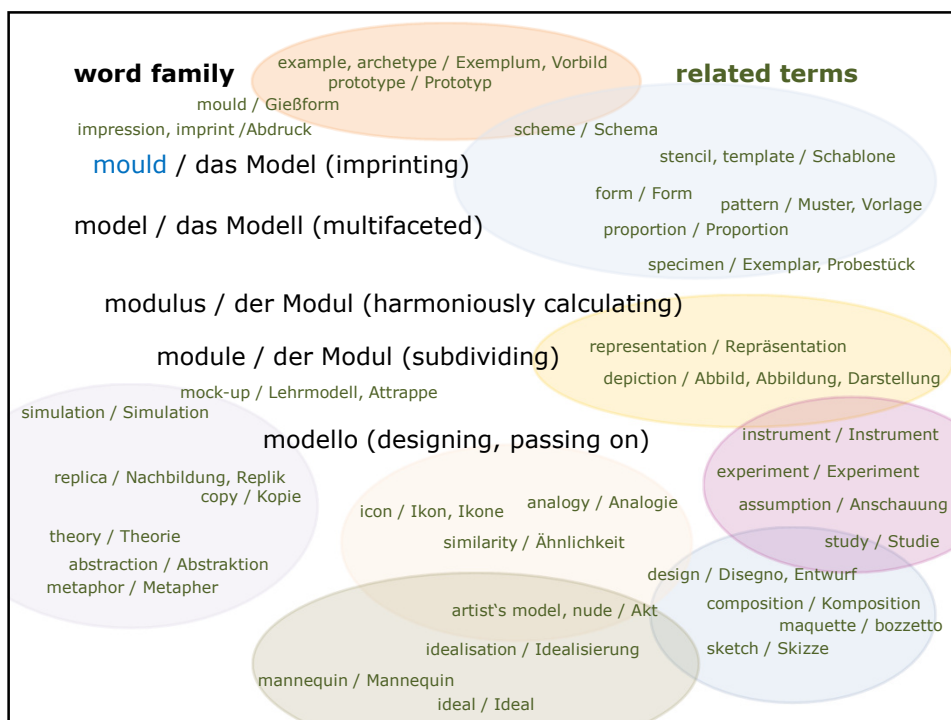 example, archetype / Exemplum, Vorbild
word family
related terms
prototype / Prototyp
mould / Gießform
impression, imprint /Abdruck
scheme / Schema
stencil, template / Schablone
mould / das Model (imprinting)
form / Form
pattern / Muster, Vorlage
model / das Modell (multifaceted)
proportion / Proportion
specimen / Exemplar, Probestück
modulus / der Modul (harmoniously calculating)
representation / Repräsentation
module / der Modul (subdividing)
depiction / Abbild, Abbildung, Darstellung
mock-up / Lehrmodell, Attrappe
simulation / Simulation
modello (designing, passing on)
instrument / Instrument
experiment / Experiment
replica / Nachbildung, Replik
copy / Kopie
analogy / Analogie
assumption / Anschauung
icon / Ikon, Ikone
theory / Theorie
similarity / Ähnlichkeit
study / Studie
abstraction / Abstraktion
design / Disegno, Entwurf
metaphor / Metapher
composition / Komposition
artist‘s model, nude / Akt
maquette / bozzetto
idealisation / Idealisierung
sketch / Skizze
mannequin / Mannequin
ideal / Ideal